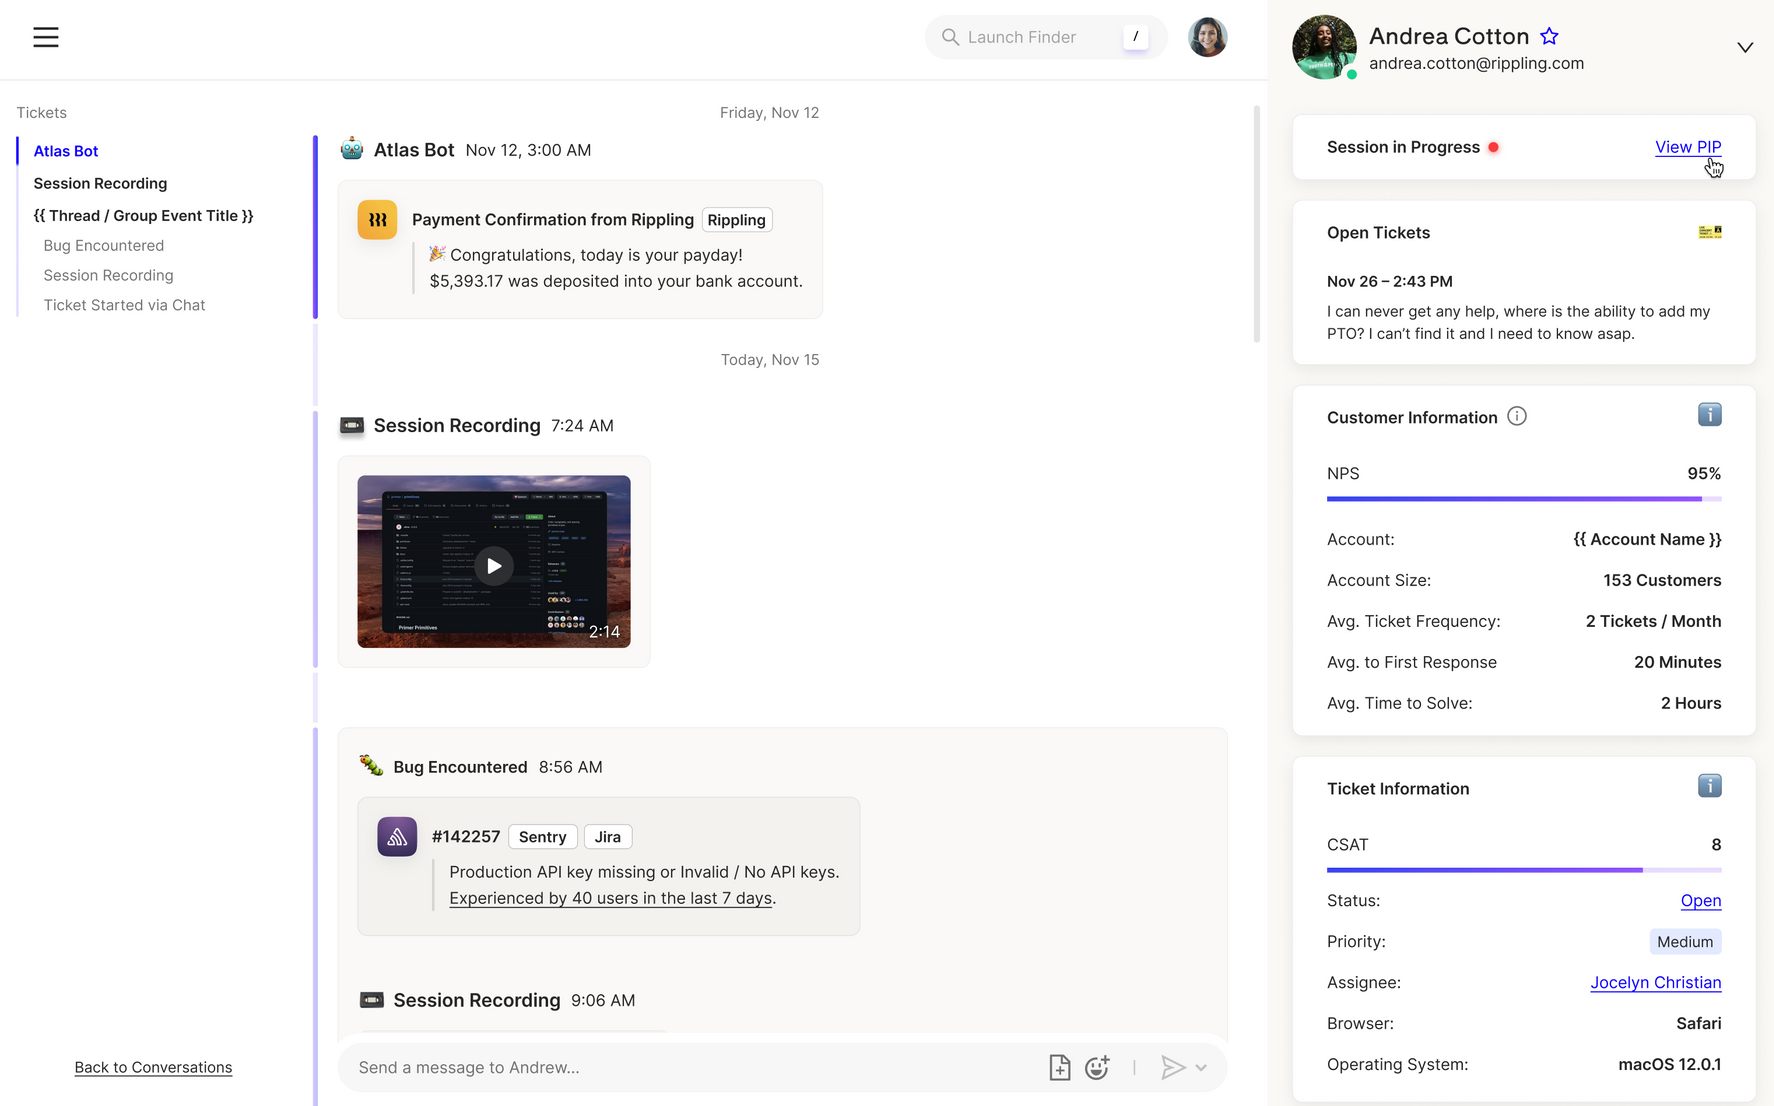 Launch Finder
/
Andrea Cotton
andrea.cotton@rippling.com
Tickets
Atlas Bot
Session Recording
{{ Thread / Group Event Title }}
Bug Encountered
Session Recording
Ticket Started via Chat
Back to Conversations
Friday, Nov 12
Atlas Bot Nov 12, 3:00 AM
Payment Confirmation from Rippling Rippling
Congratulations, today is your payday!
$5,393.17 was deposited into your bank account.
Today, Nov 15
Session Recording 7:24 AM
Primer Primitives
2:14
Bug Encountered 8:56 AM
#142257 Sentry Jira
Production API key missing or Invalid / No API keys.
Experienced by 40 users in the last 7 days.
Session Recording 9:06 AM
Send a message to Andrew...
Session in Progress View PIP
Open Tickets
Nov 26 – 2:43 PM
I can never get any help, where is the ability to add my
PTO? I can’t find it and I need to know asap.
Customer Information
NPS 95%
Account: {{ Account Name }}
Account Size: 153 Customers
Avg. Ticket Frequency: 2 Tickets / Month
Avg. to First Response 20 Minutes
Avg. Time to Solve: 2 Hours
Ticket Information
CSAT 8
Status: Open
Priority: Medium
Assignee: Jocelyn Christian
Browser: Safari
Operating System: macOS 12.0.1